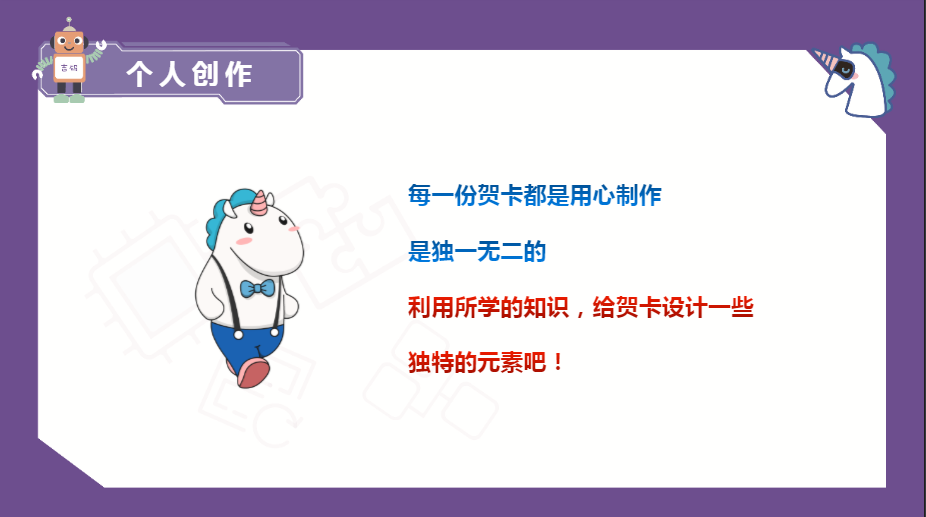 个人创作
每一份贺卡都是用心制作
是独一无二的
利用所学的知识，给贺卡设计一些
独特的元素吧！